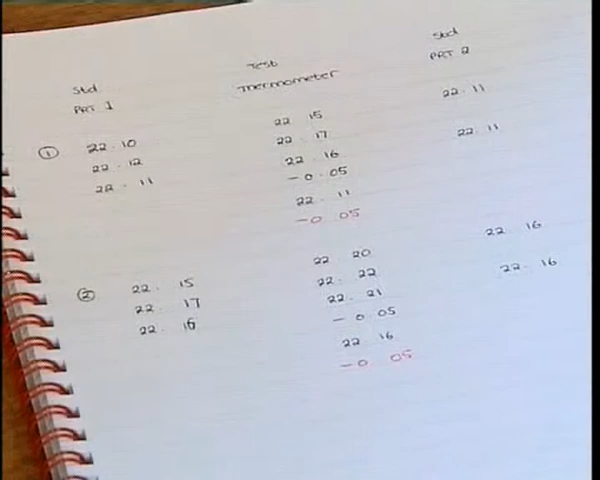 Std Test Std
PRT 1 Thermometer PRT 2
① 22.10 22 15 22.11
22.12 22.17 22.11
22.11 22.16
-0.05
22.11
-0 05
② 22.15 22 20 22.16
22.17 22.22 22.16
22.16 22.21
-0 05
22 16
-0 05